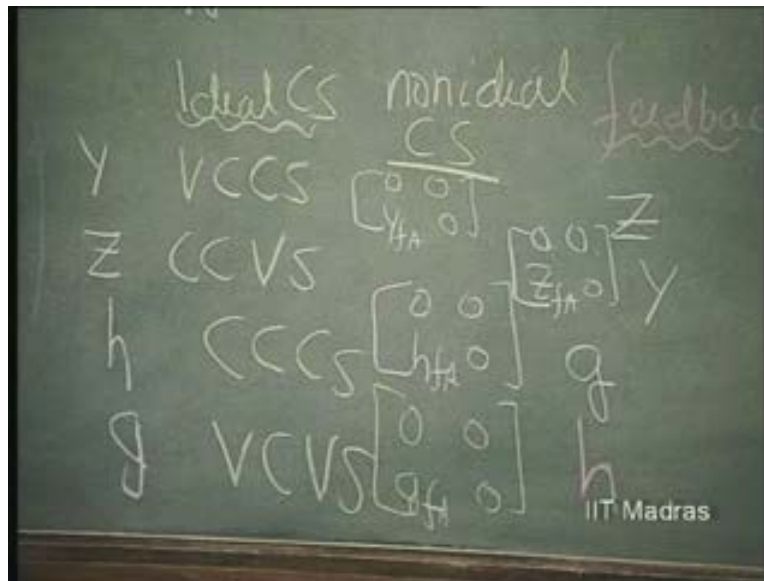 Ideal CS nonideal CS feedbac
Y VCCS [0 0 yfA 0] Z
Z CCVS [0 0 ZfA 0] Y
h CCCS [0 0 hfA 0] g
g VCVS [0 0 gfA 0] h
IIT Madras